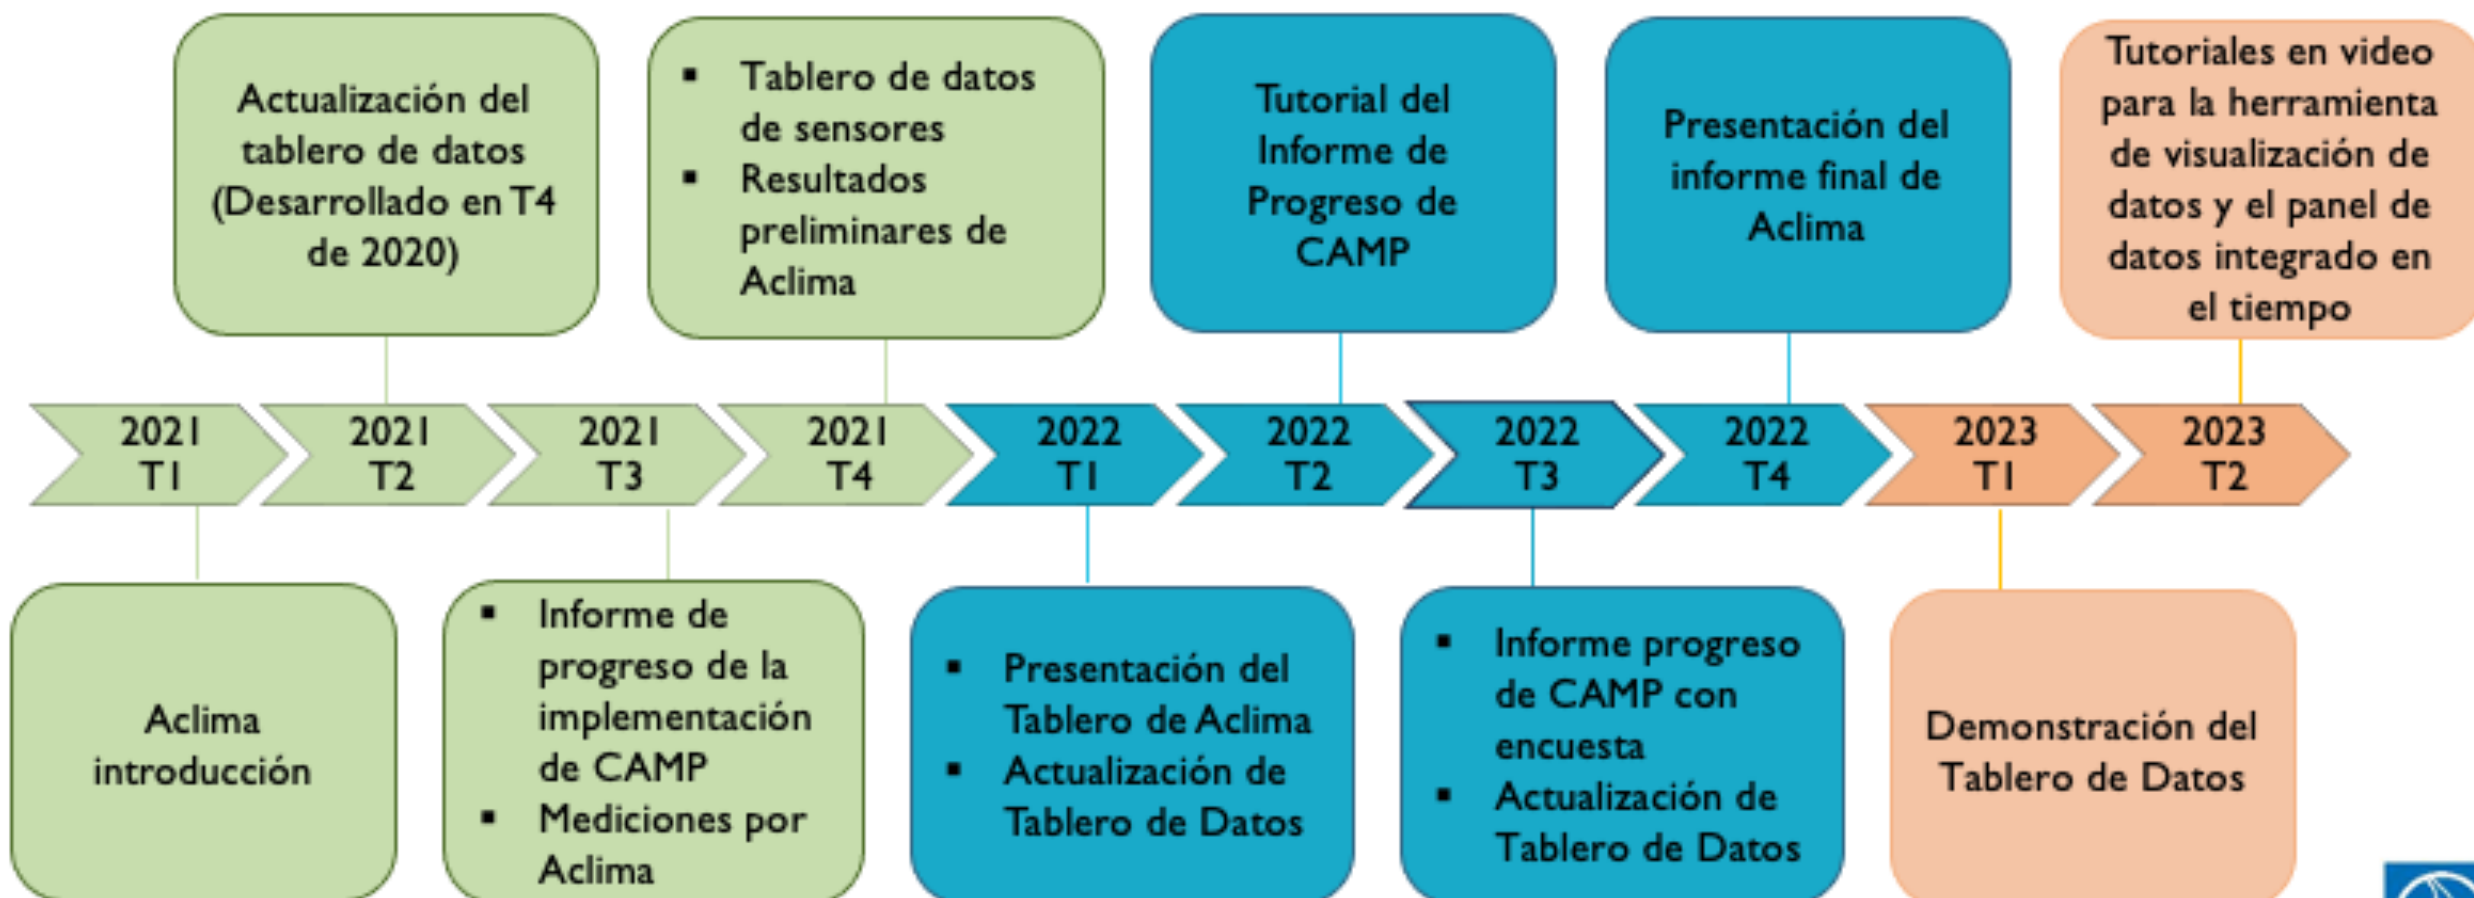 Actualización del
tablero de datos
(Desarrollado en T4
de 2020)
▪ Tablero de datos
de sensores
▪ Resultados
preliminares de
Aclima
Tutorial del
Informe de
Progreso de
CAMP
Presentación del
informe final de
Aclima
Tutoriales en video
para la herramienta
de visualización de
datos y el panel de
datos integrado en
el tiempo
2021
T1
2021
T2
2021
T3
2021
T4
2022
T1
2022
T2
2022
T3
2022
T4
2023
T1
2023
T2
Aclima
introducción
▪ Informe de
progreso de la
implementación
de CAMP
▪ Mediciones por
Aclima
▪ Presentación del
Tablero de Aclima
▪ Actualización de
Tablero de Datos
▪ Informe progreso
de CAMP con
encuesta
▪ Actualización de
Tablero de Datos
Demonstración del
Tablero de Datos